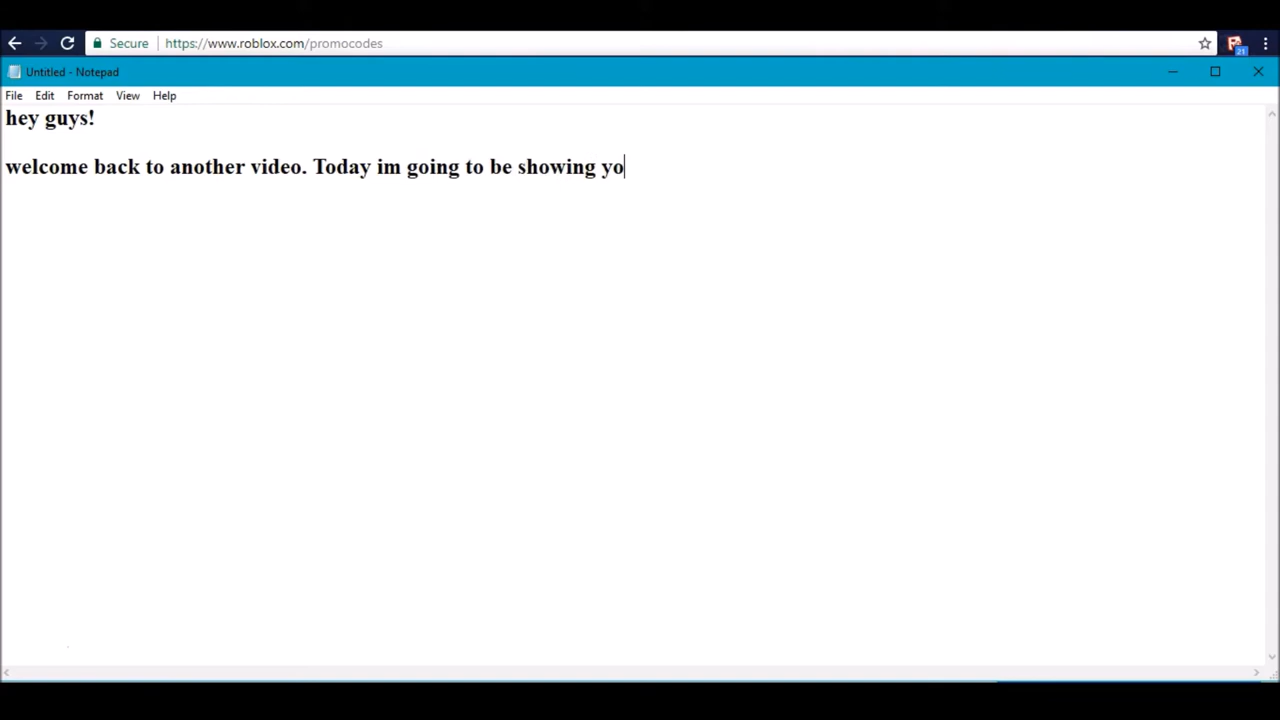 Secure https://www.roblox.com/promocodes
21
Untitled - Notepad
File Edit Format View Help
hey guys!
welcome back to another video. Today im going to be showing yo